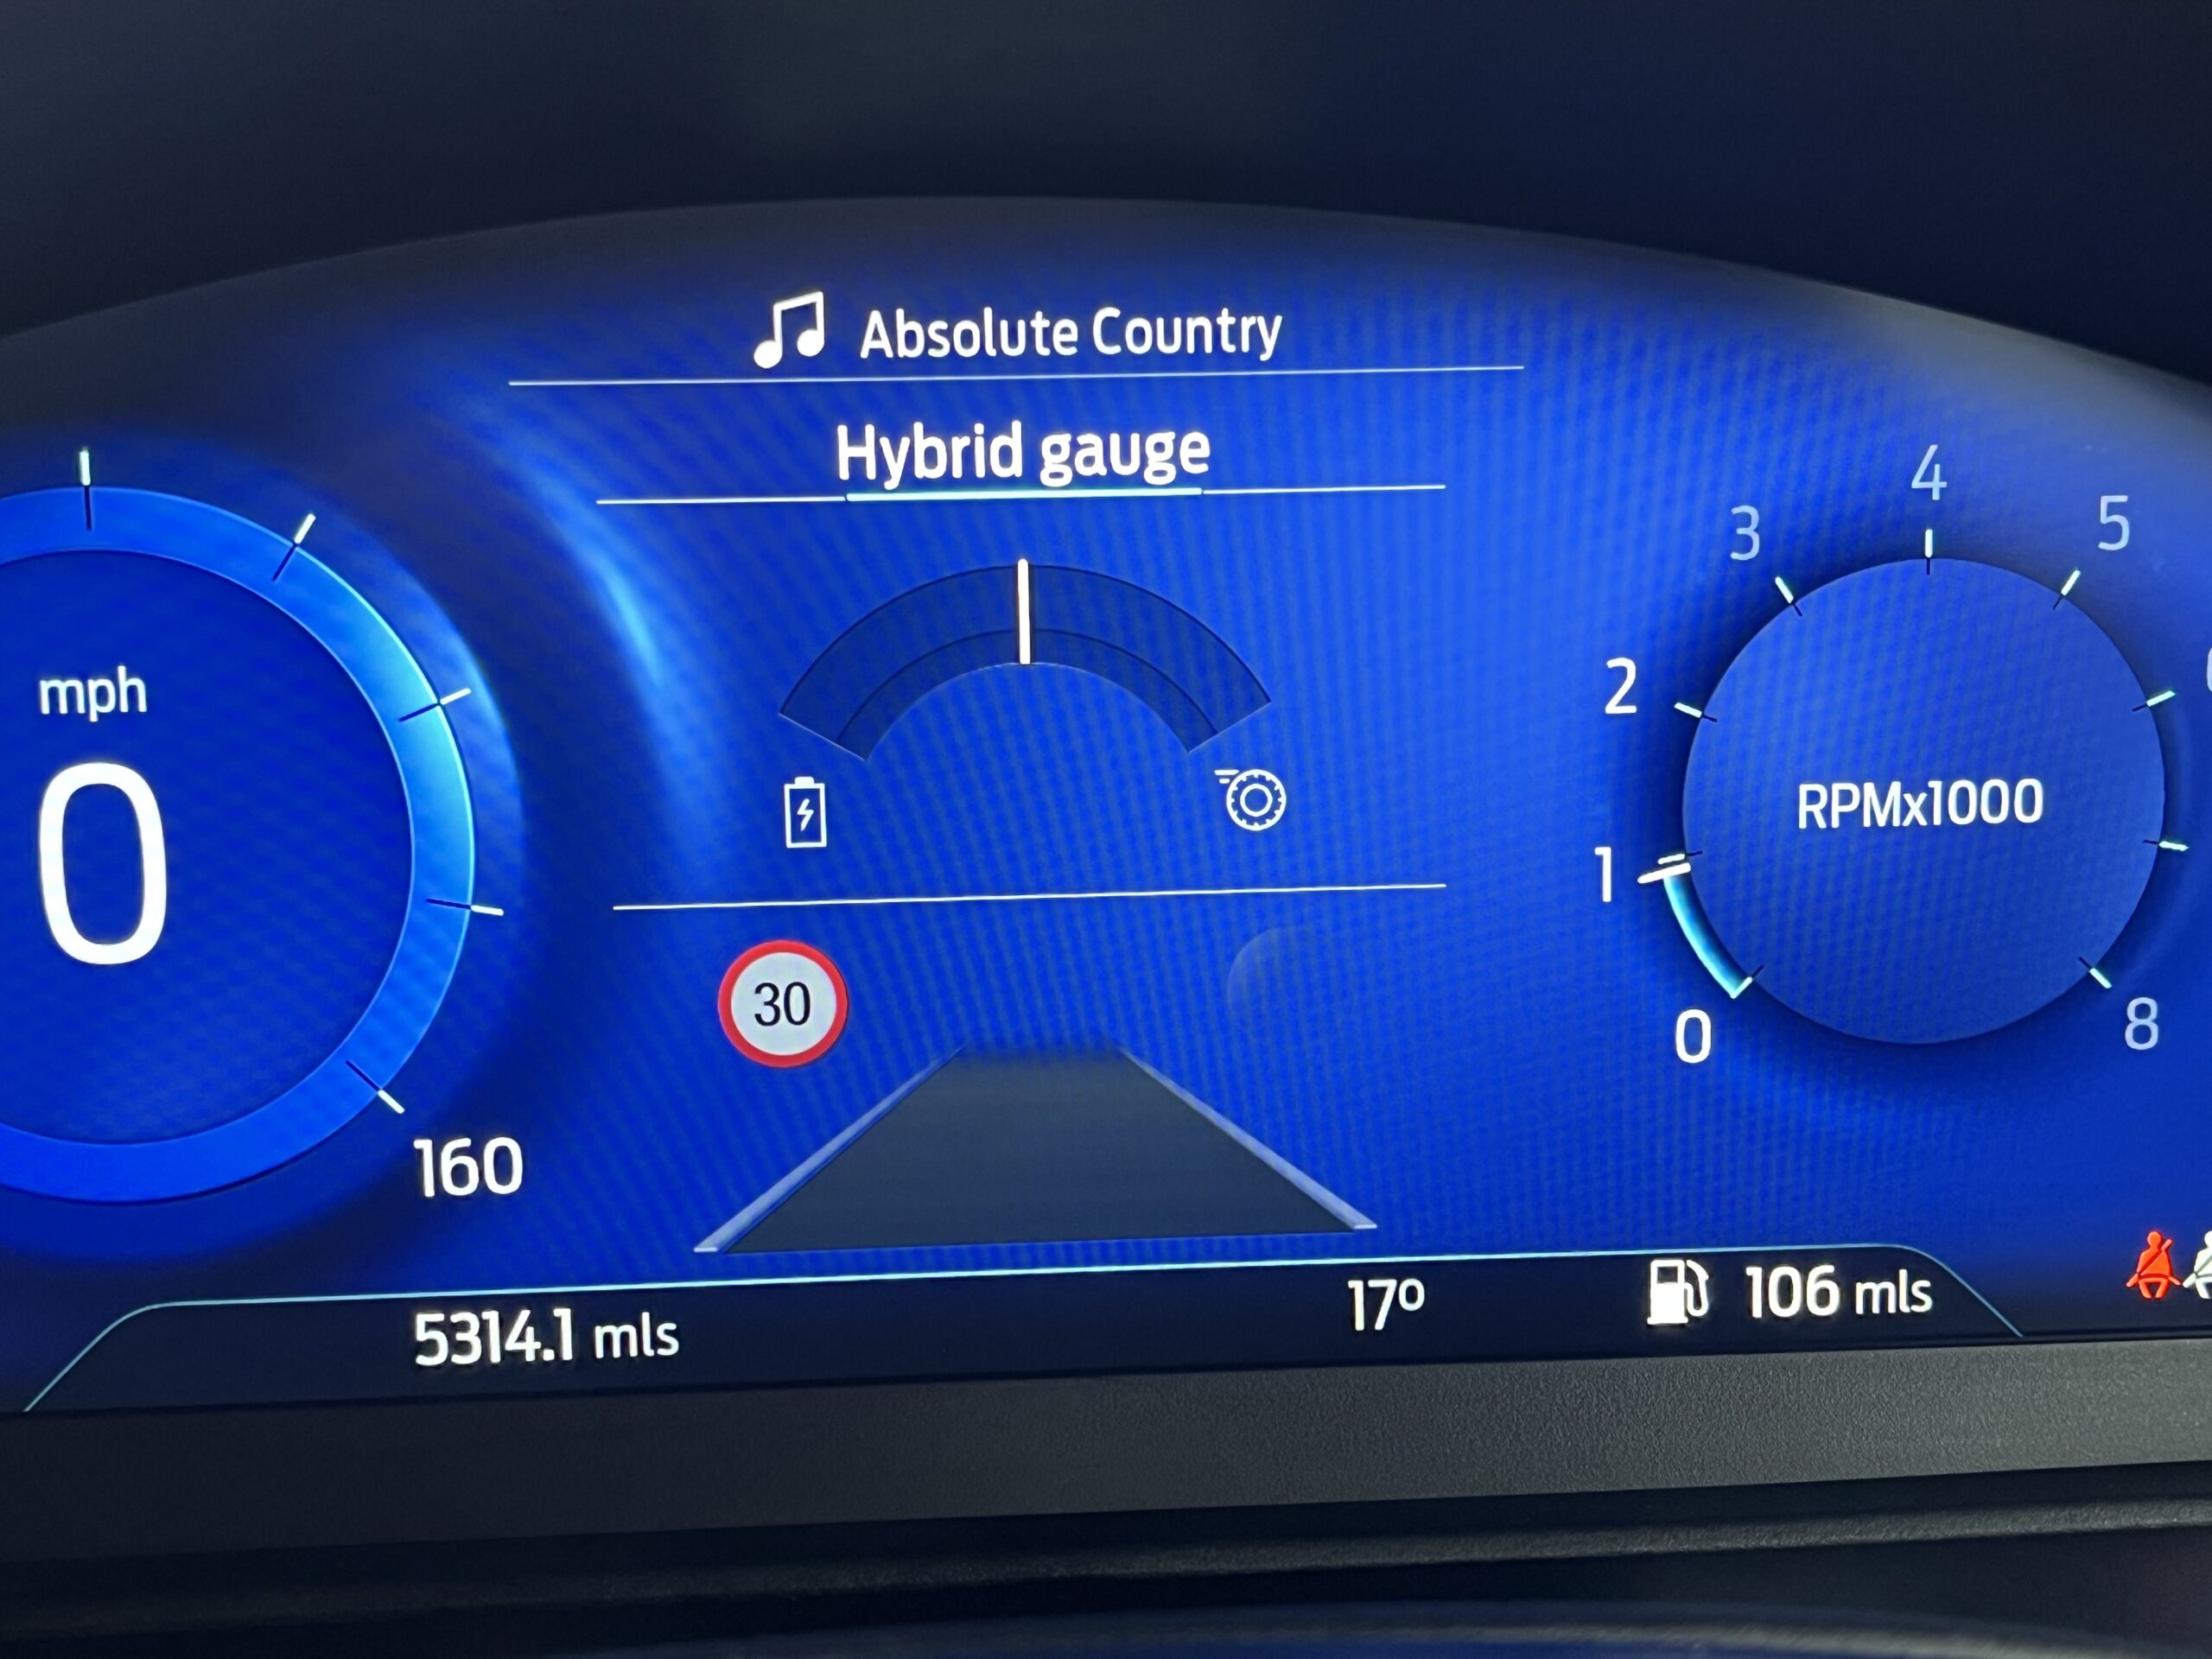 Absolute Country
Hybrid gauge
mph
0
160
30
0
1
2
3
4
5
8
RPMx1000
5314.1 mls
17º
106 mls